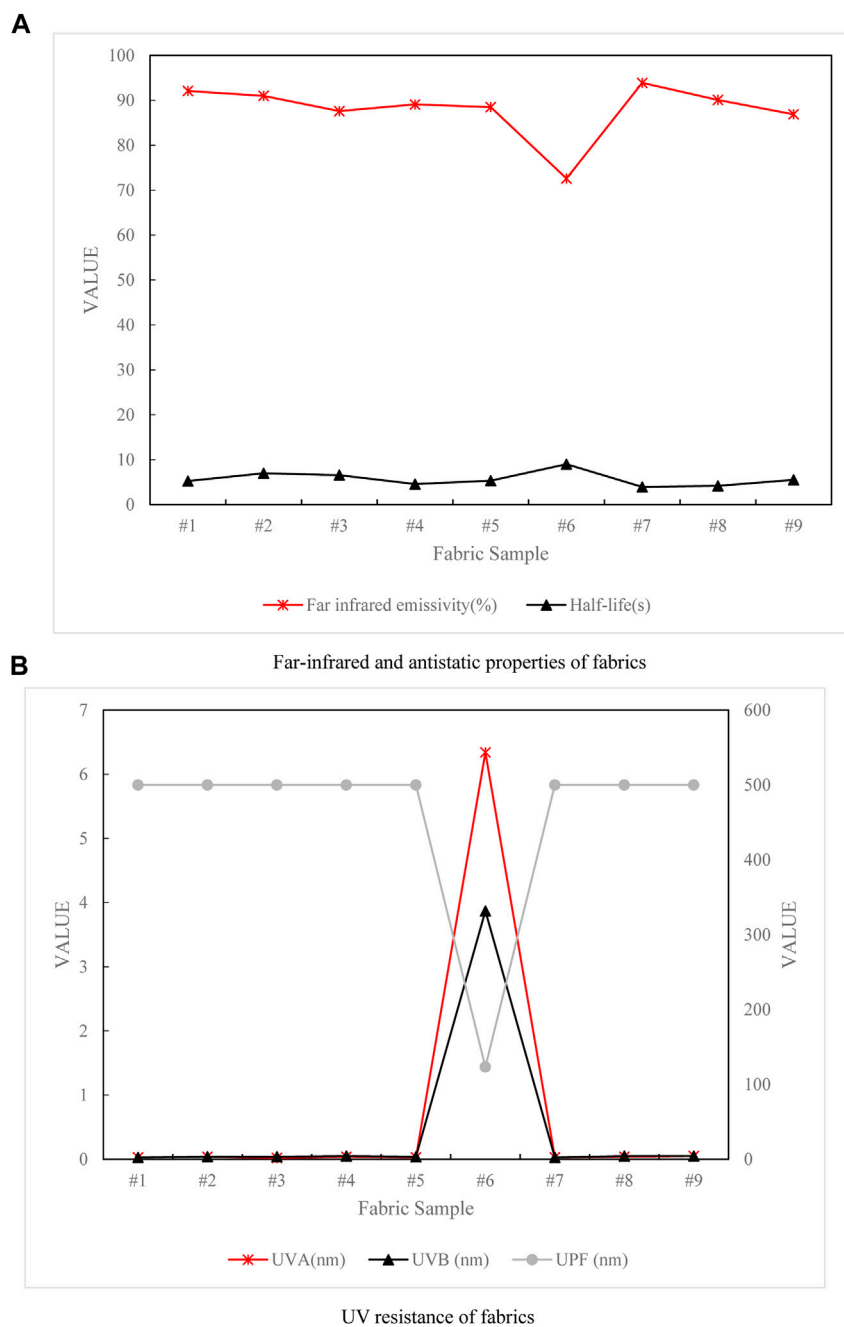 A
100
90
80
70
60
50
40
30
20
10
0
VALUE
#1 #2 #3 #4 #5 #6 #7 #8 #9
Fabric Sample
Far infrared emissivity(%) Half-life(s)
Far-infrared and antistatic properties of fabrics
B
7
6
5
4
3
2
1
0
VALUE
600
500
400
300
200
100
0
VALUE
#1 #2 #3 #4 #5 #6 #7 #8 #9
Fabric Sample
UVA(nm) UVB (nm) UPF (nm)
UV resistance of fabrics